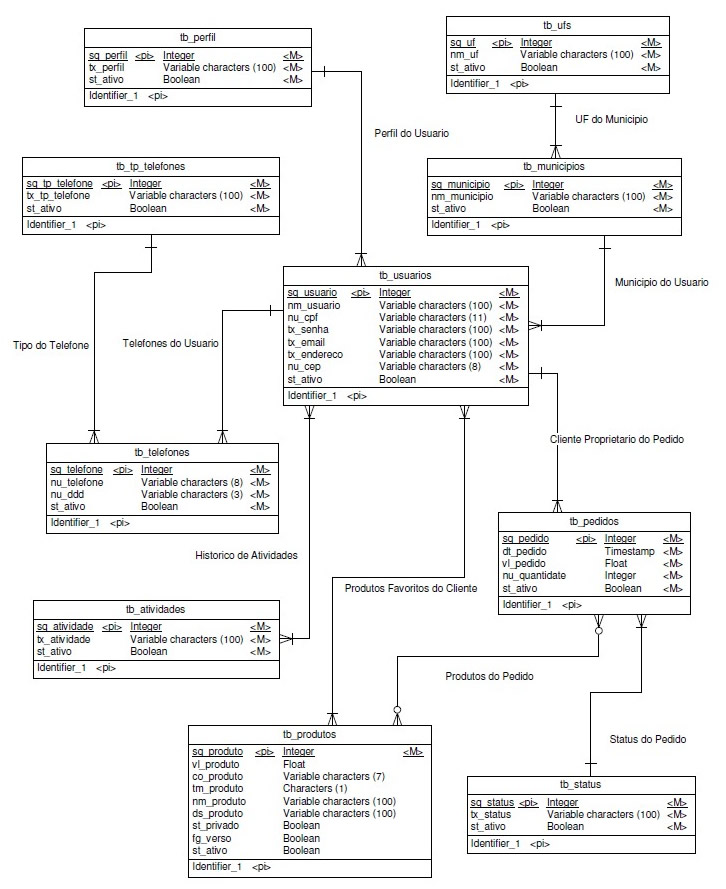 tb_perfil
sq_perfil <pi> Integer <M>
tx_perfil Variable characters (100) <M>
st_ativo Boolean <M>
Identifier_1 <pi>
tb_ufs
sq_uf <pi> Integer <M>
nm_uf Variable characters (100) <M>
st_ativo Boolean <M>
Identifier_1 <pi>
UF do Municipio
Perfil do Usuario
tb_tp_telefones
sq_tp_telefone <pi> Integer <M>
tx_tp_telefone Variable characters (100) <M>
st_ativo Boolean <M>
Identifier_1 <pi>
tb_municipios
sq_municipio <pi> Integer <M>
nm_municipio Variable characters (100) <M>
st_ativo Boolean <M>
Identifier_1 <pi>
tb_usuarios
sq_usuario <pi> Integer <M>
nm_usuario Variable characters (100) <M>
nu_cpf Variable characters (11) <M>
tx_senha Variable characters (100) <M>
tx_email Variable characters (100) <M>
tx_endereco Variable characters (100) <M>
nu_cep Variable characters (8) <M>
st_ativo Boolean <M>
Identifier_1 <pi>
Municipio do Usuario
Tipo do Telefone
Telefones do Usuario
Cliente Proprietario do Pedido
tb_telefones
sq_telefone <pi> Integer <M>
nu_telefone Variable characters (8) <M>
nu_ddd Variable characters (3) <M>
st_ativo Boolean <M>
Identifier_1 <pi>
tb_pedidos
sq_pedido <pi> Integer <M>
dt_pedido Timestamp <M>
vl_pedido Float <M>
nu_quantidate Integer <M>
st_ativo Boolean <M>
Identifier_1 <pi>
Historico de Atividades
Produtos Favoritos do Cliente
tb_atividades
sq_atividade <pi> Integer <M>
tx_atividade Variable characters (100) <M>
st_ativo Boolean <M>
Identifier_1 <pi>
Produtos do Pedido
Status do Pedido
tb_produtos
sq_produto <pi> Integer <M>
vl_produto Float
co_produto Variable characters (7)
tm_produto Characters (1)
nm_produto Variable characters (100)
ds_produto Variable characters (100)
st_privado Boolean
fg_verso Boolean
st_ativo Boolean
Identifier_1 <pi>
tb_status
sq_status <pi> Integer <M>
tx_status Variable characters (100) <M>
st_ativo Boolean <M>
Identifier_1 <pi>